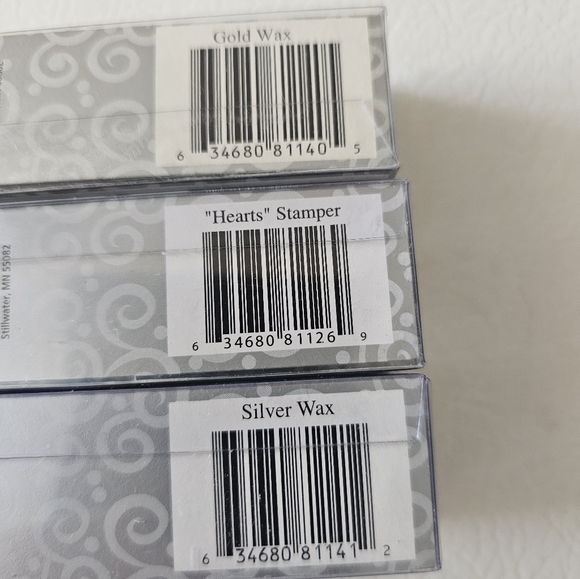 Gold Wax
6 34680 81140 5
"Hearts" Stamper
6 34680 81126 9
Stillwater, MN 55082
Silver Wax
6 34680 81141 2